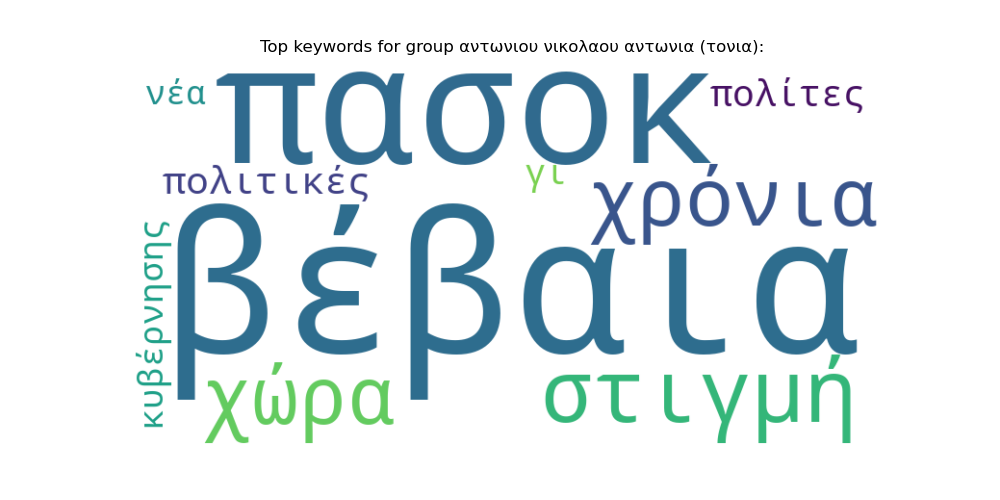 Top keywords for group αντωνιου νικολαου αντωνια (τονια):
νέα
πασοκ
πολίτες
πολιτικές
γι
χρόνια
κυβέρνησης
βέβαια
χώρα
στιγμή